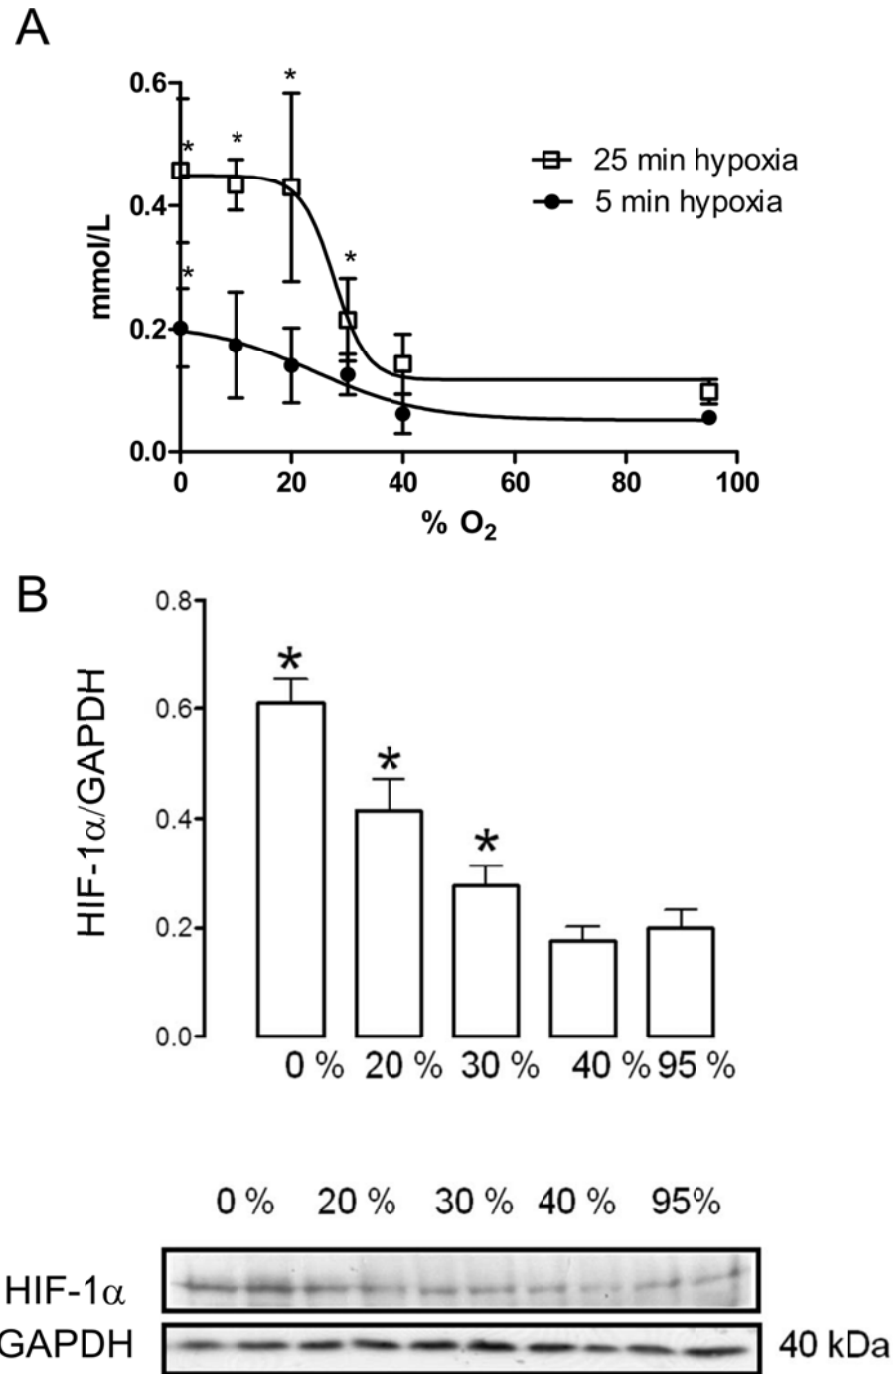 A
0.6
*
*
*
25 min hypoxia
5 min hypoxia
0.4
mmol/L
*
*
0.2
0.0
0 20 40 60 80 100
% O₂
B
0.8
*
0.6
*
HIF-1α/GAPDH
0.4
*
0.2
0.0
0 % 20 % 30 % 40 % 95 %
0 % 20 % 30 % 40 % 95%
HIF-1α
GAPDH 40 kDa